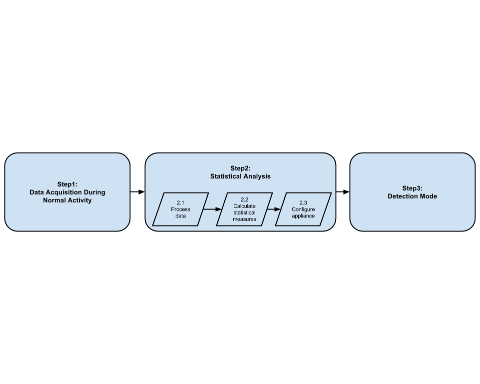 Step1:
Data Acquisition During
Normal Activity
Step2:
Statistical Analysis
2.1
Process
data
2.2
Calculate
statistical
measures
2.3
Configure
appliance
Step3:
Detection Mode